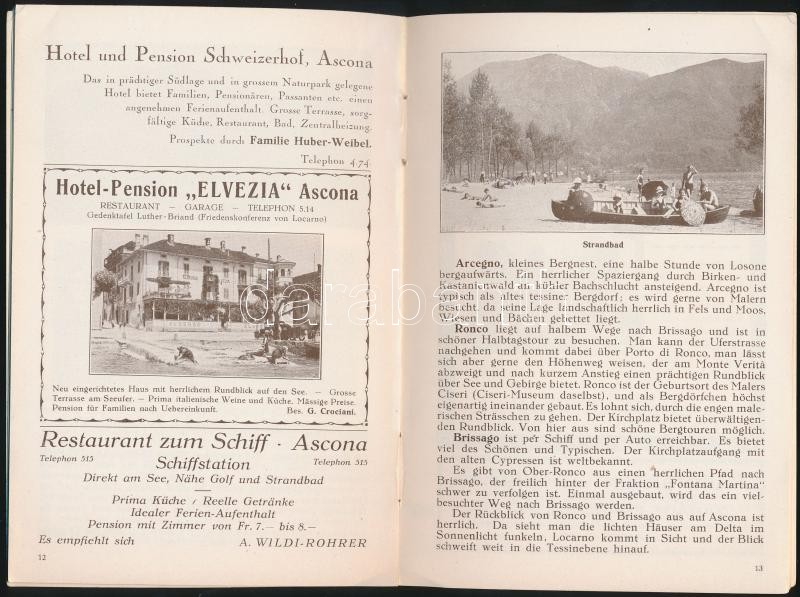 Hotel und Pension Schweizerhof, Ascona
Das in prächtiger Südlage und in grossem Naturpark gelegene
Hotel bietet Familien, Pensionären, Passanten etc. einen
angenehmen Ferienaufenthalt. Grosse Terrasse, sorg-
fältige Küche, Restaurant, Bad, Zentralheizung.
Prospekte durch Familie Huber-Weibel.
Telephon 4.74.
Hotel-Pension „ELVEZIA" Ascona
RESTAURANT — GARAGE — TELEPHON 5.14
Gedenktafel Luther-Briand (Friedenskonferenz von Locarno)
Neu eingerichtetes Haus mit herrlichem Rundblick auf den See. — Grosse
Terrasse am Seeufer. — Prima italienische Weine und Küche. Mässige Preise.
Pension für Familien nach Uebereinkunft. Bes. G. Crociani.
Restaurant zum Schiff · Ascona
Telephon 515 Schiffstation Telephon 515
Direkt am See, Nähe Golf und Strandbad
Prima Küche / Reelle Getränke
Idealer Ferien-Aufenthalt
Pension mit Zimmer von Fr. 7.— bis 8.—
Es empfiehlt sich A. WILDI-ROHRER
12
Strandbad
Arcegno, kleines Bergnest, eine halbe Stunde von Losone
bergaufwärts. Ein herrlicher Spaziergang durch Birken- und
Kastanienwald an kühler Bachschlucht ansteigend. Arcegno ist
typisch als altes tessiner Bergdorf; es wird gerne von Malern
besucht, da seine Lage landschaftlich herrlich in Fels und Moos,
Wiesen und Bächen gebettet liegt.
Ronco liegt auf halbem Wege nach Brissago und ist in
schöner Halbtagstour zu besuchen. Man kann der Uferstrasse
nachgehen und kommt dabei über Porto di Ronco, man lässt
sich aber gerne den Höhenweg weisen, der am Monte Verità
abzweigt und nach kurzem Anstieg einen prächtigen Rundblick
über See und Gebirge bietet. Ronco ist der Geburtsort des Malers
Ciseri (Ciseri-Museum daselbst), und als Bergdörfchen höchst
eigenartig ineinander gebaut. Es lohnt sich, durch die engen male-
rischen Strässchen zu gehen. Der Kirchplatz bietet überwältigen-
den Rundblick. Von hier aus sind schöne Bergtouren möglich.
Brissago ist per Schiff und per Auto erreichbar. Es bietet
viel des Schönen und Typischen. Der Kirchplatzaufgang mit
den alten Cypressen ist weltbekannt.
Es gibt von Ober-Ronco aus einen herrlichen Pfad nach
Brissago, der freilich hinter der Fraktion „Fontana Martina"
schwer zu verfolgen ist. Einmal ausgebaut, wird das ein viel-
besuchter Weg nach Brissago werden.
Der Rückblick von Ronco und Brissago aus auf Ascona ist
herrlich. Da sieht man die lichten Häuser am Delta im
Sonnenlicht funkeln, Locarno kommt in Sicht und der Blick
schweift weit in die Tessinebene hinauf.
13